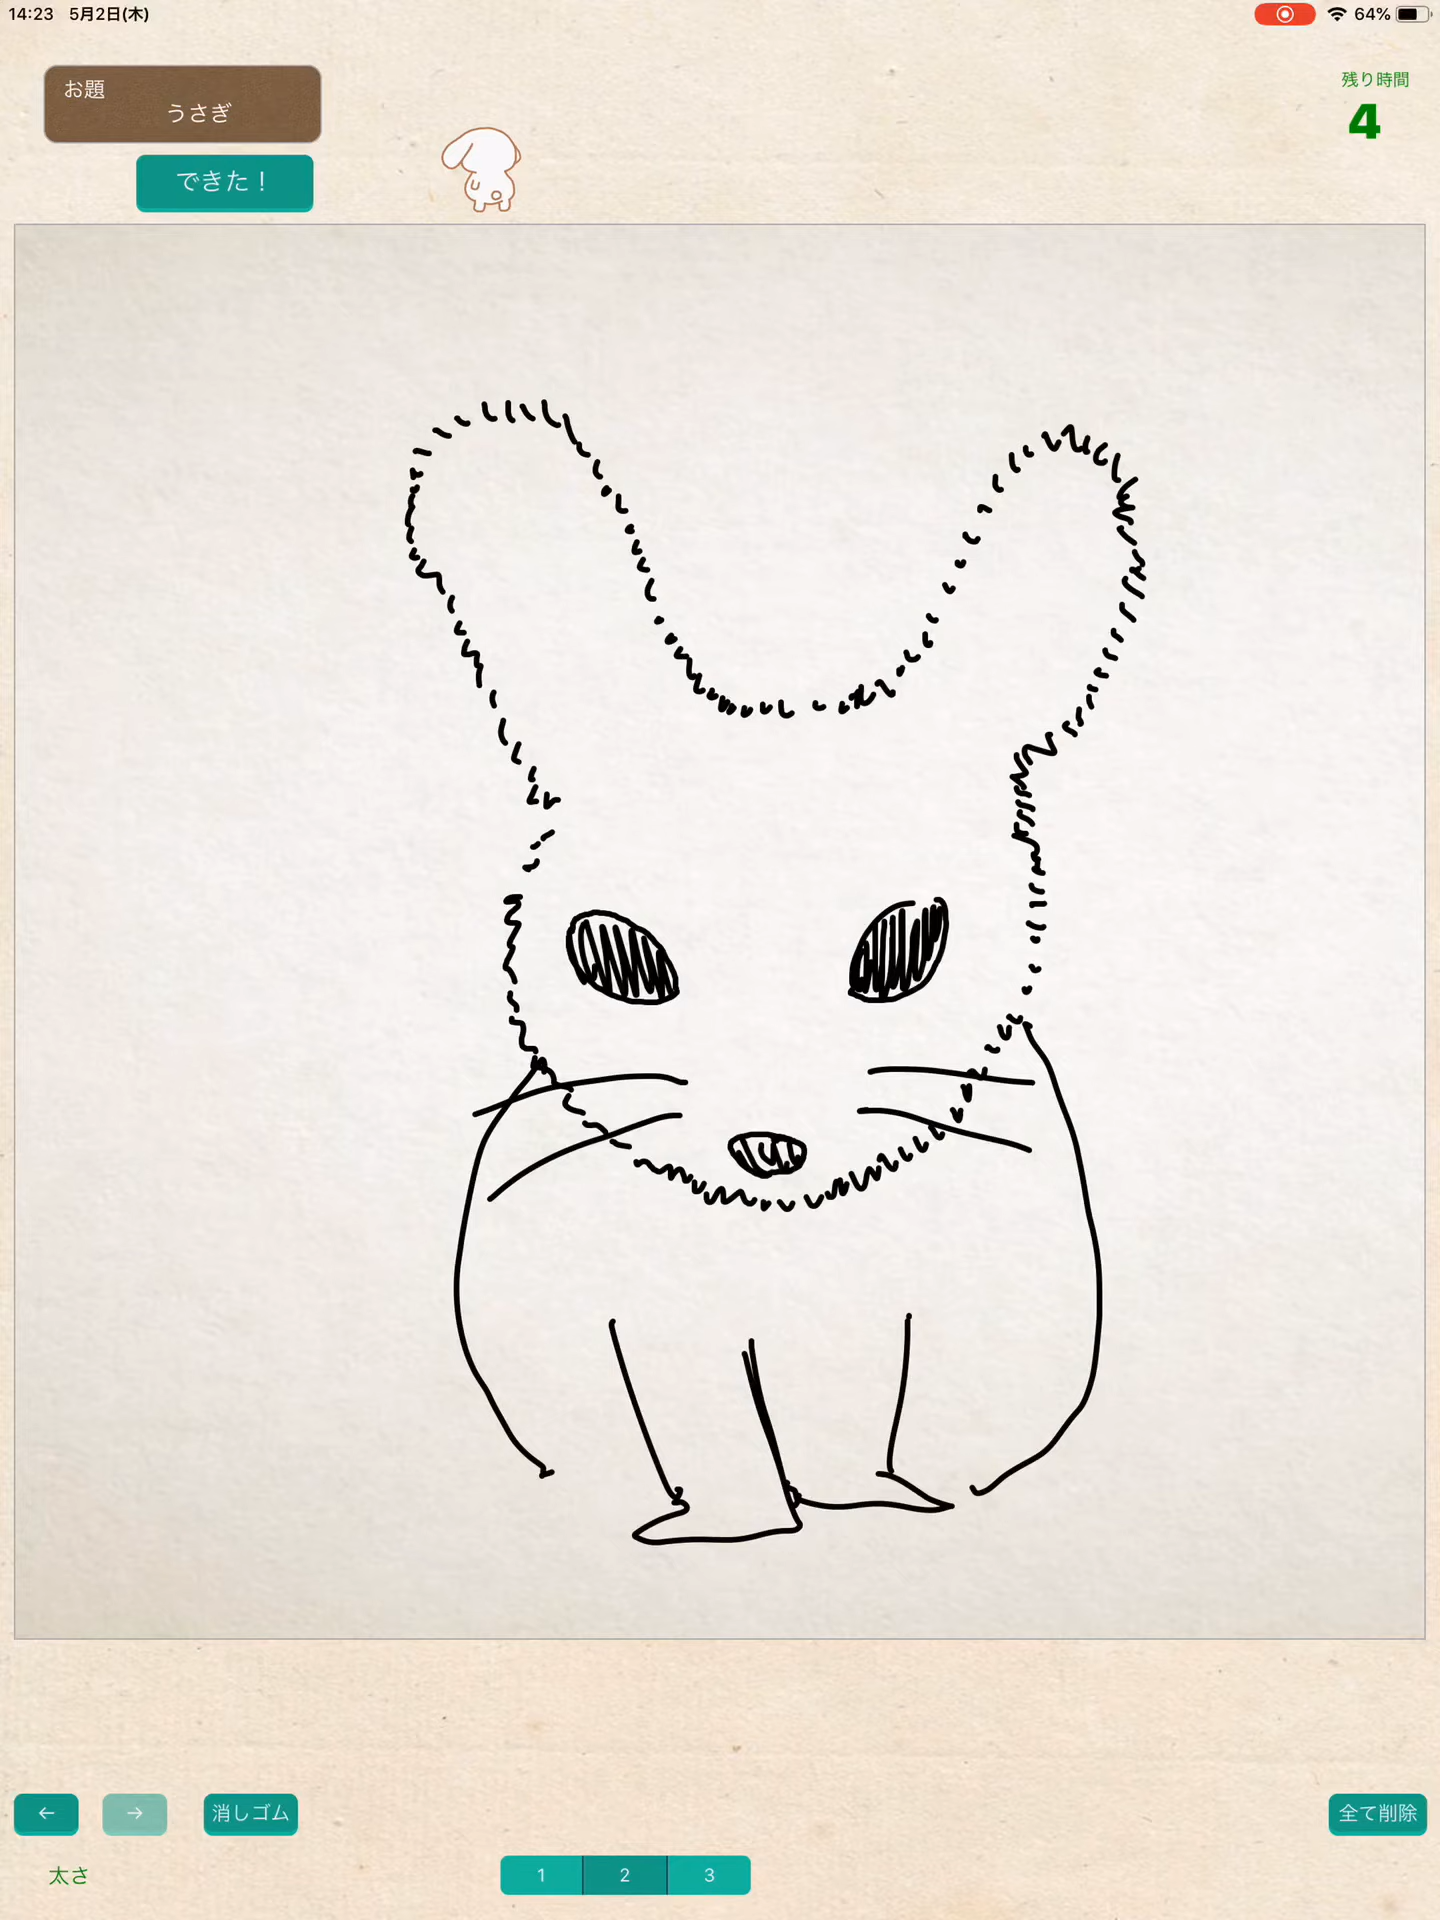 14:23 5月2日(木)
64%
お題
うさぎ
残り時間
4
できた！
← → 消しゴム
全て削除
太さ
1 2 3